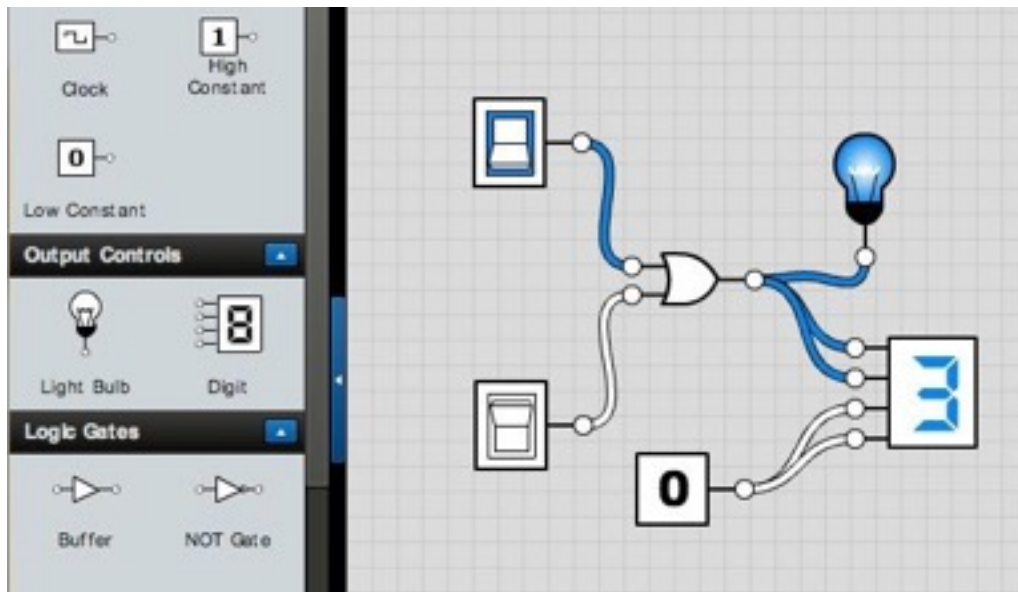 1
Clock
High
Constant
0
Low Constant
Output Controls
8
Light Bulb
Digit
Logic Gates
Buffer
NOT Gate
3
0